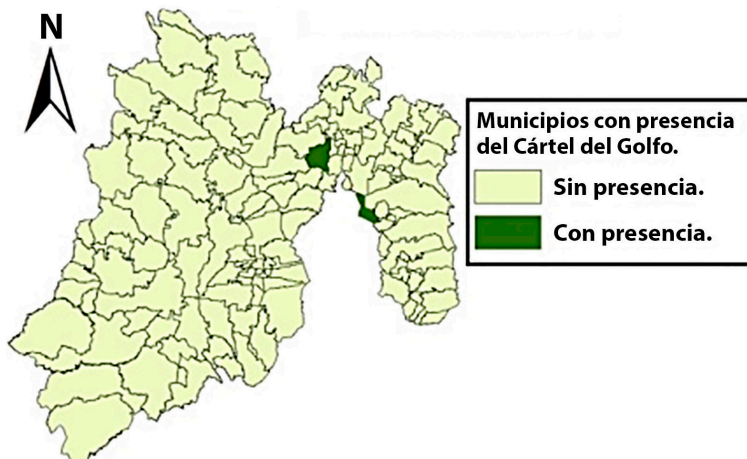 N
Municipios con presencia
del Cártel del Golfo.
Sin presencia.
Con presencia.